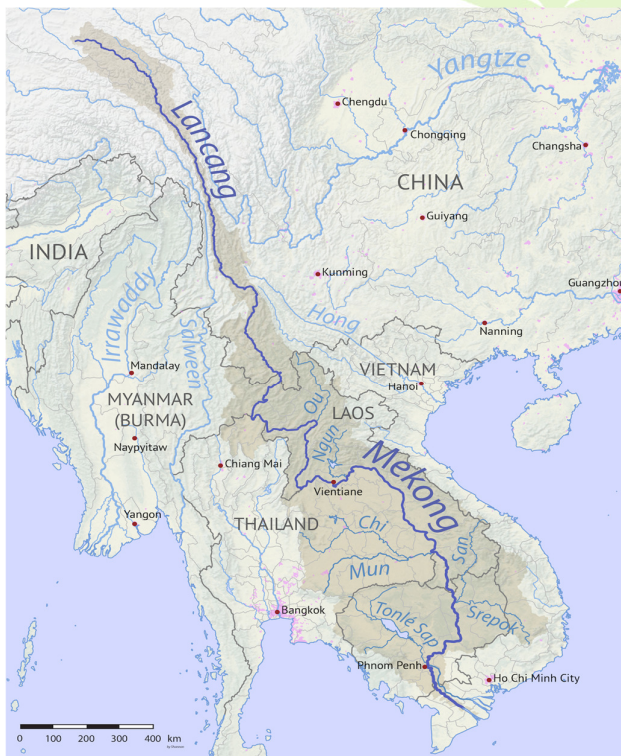 Yangtze
Chengdu
Chongqing
Lancang
Changsha
CHINA
Guiyang
INDIA
Kunming
Guangzhou
Irrawaddy
Salween
Hong
Nanning
Mandalay
VIETNAM
Hanoi
MYANMAR
(BURMA)
Ou
LAOS
Naypyitaw
Ngun
Mekong
Chiang Mai
Vientiane
Yangon
THAILAND
Chi
San
Mun
Bangkok
Tonlé Sap
Srepok
Phnom Penh
Ho Chi Minh City
0 100 200 300 400 km